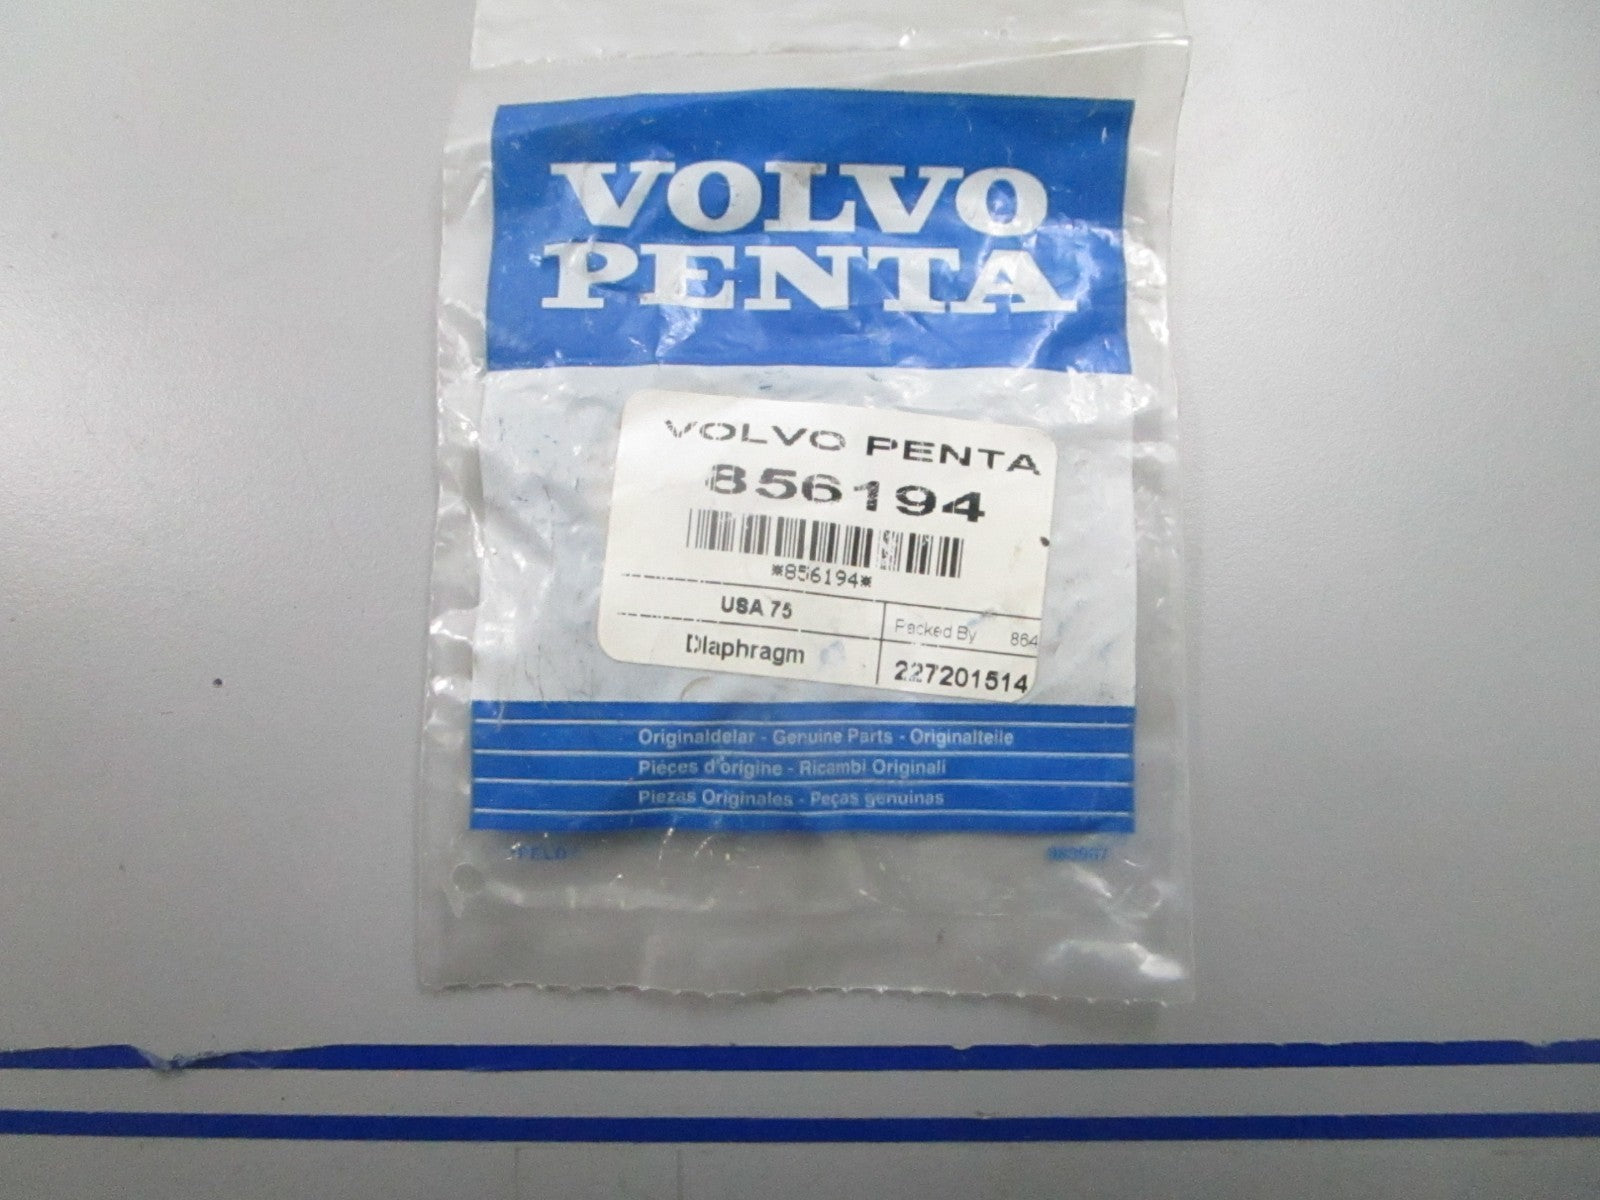 VOLVO
PENTA
VOLVO PENTA
856194
*856194*
USA 75
Packed By 864
Diaphragm
227201514
Originaldelar - Genuine Parts - Originalteile
Pièces d'origine - Ricambi Originali
Piezas Originales - Peças genuinas